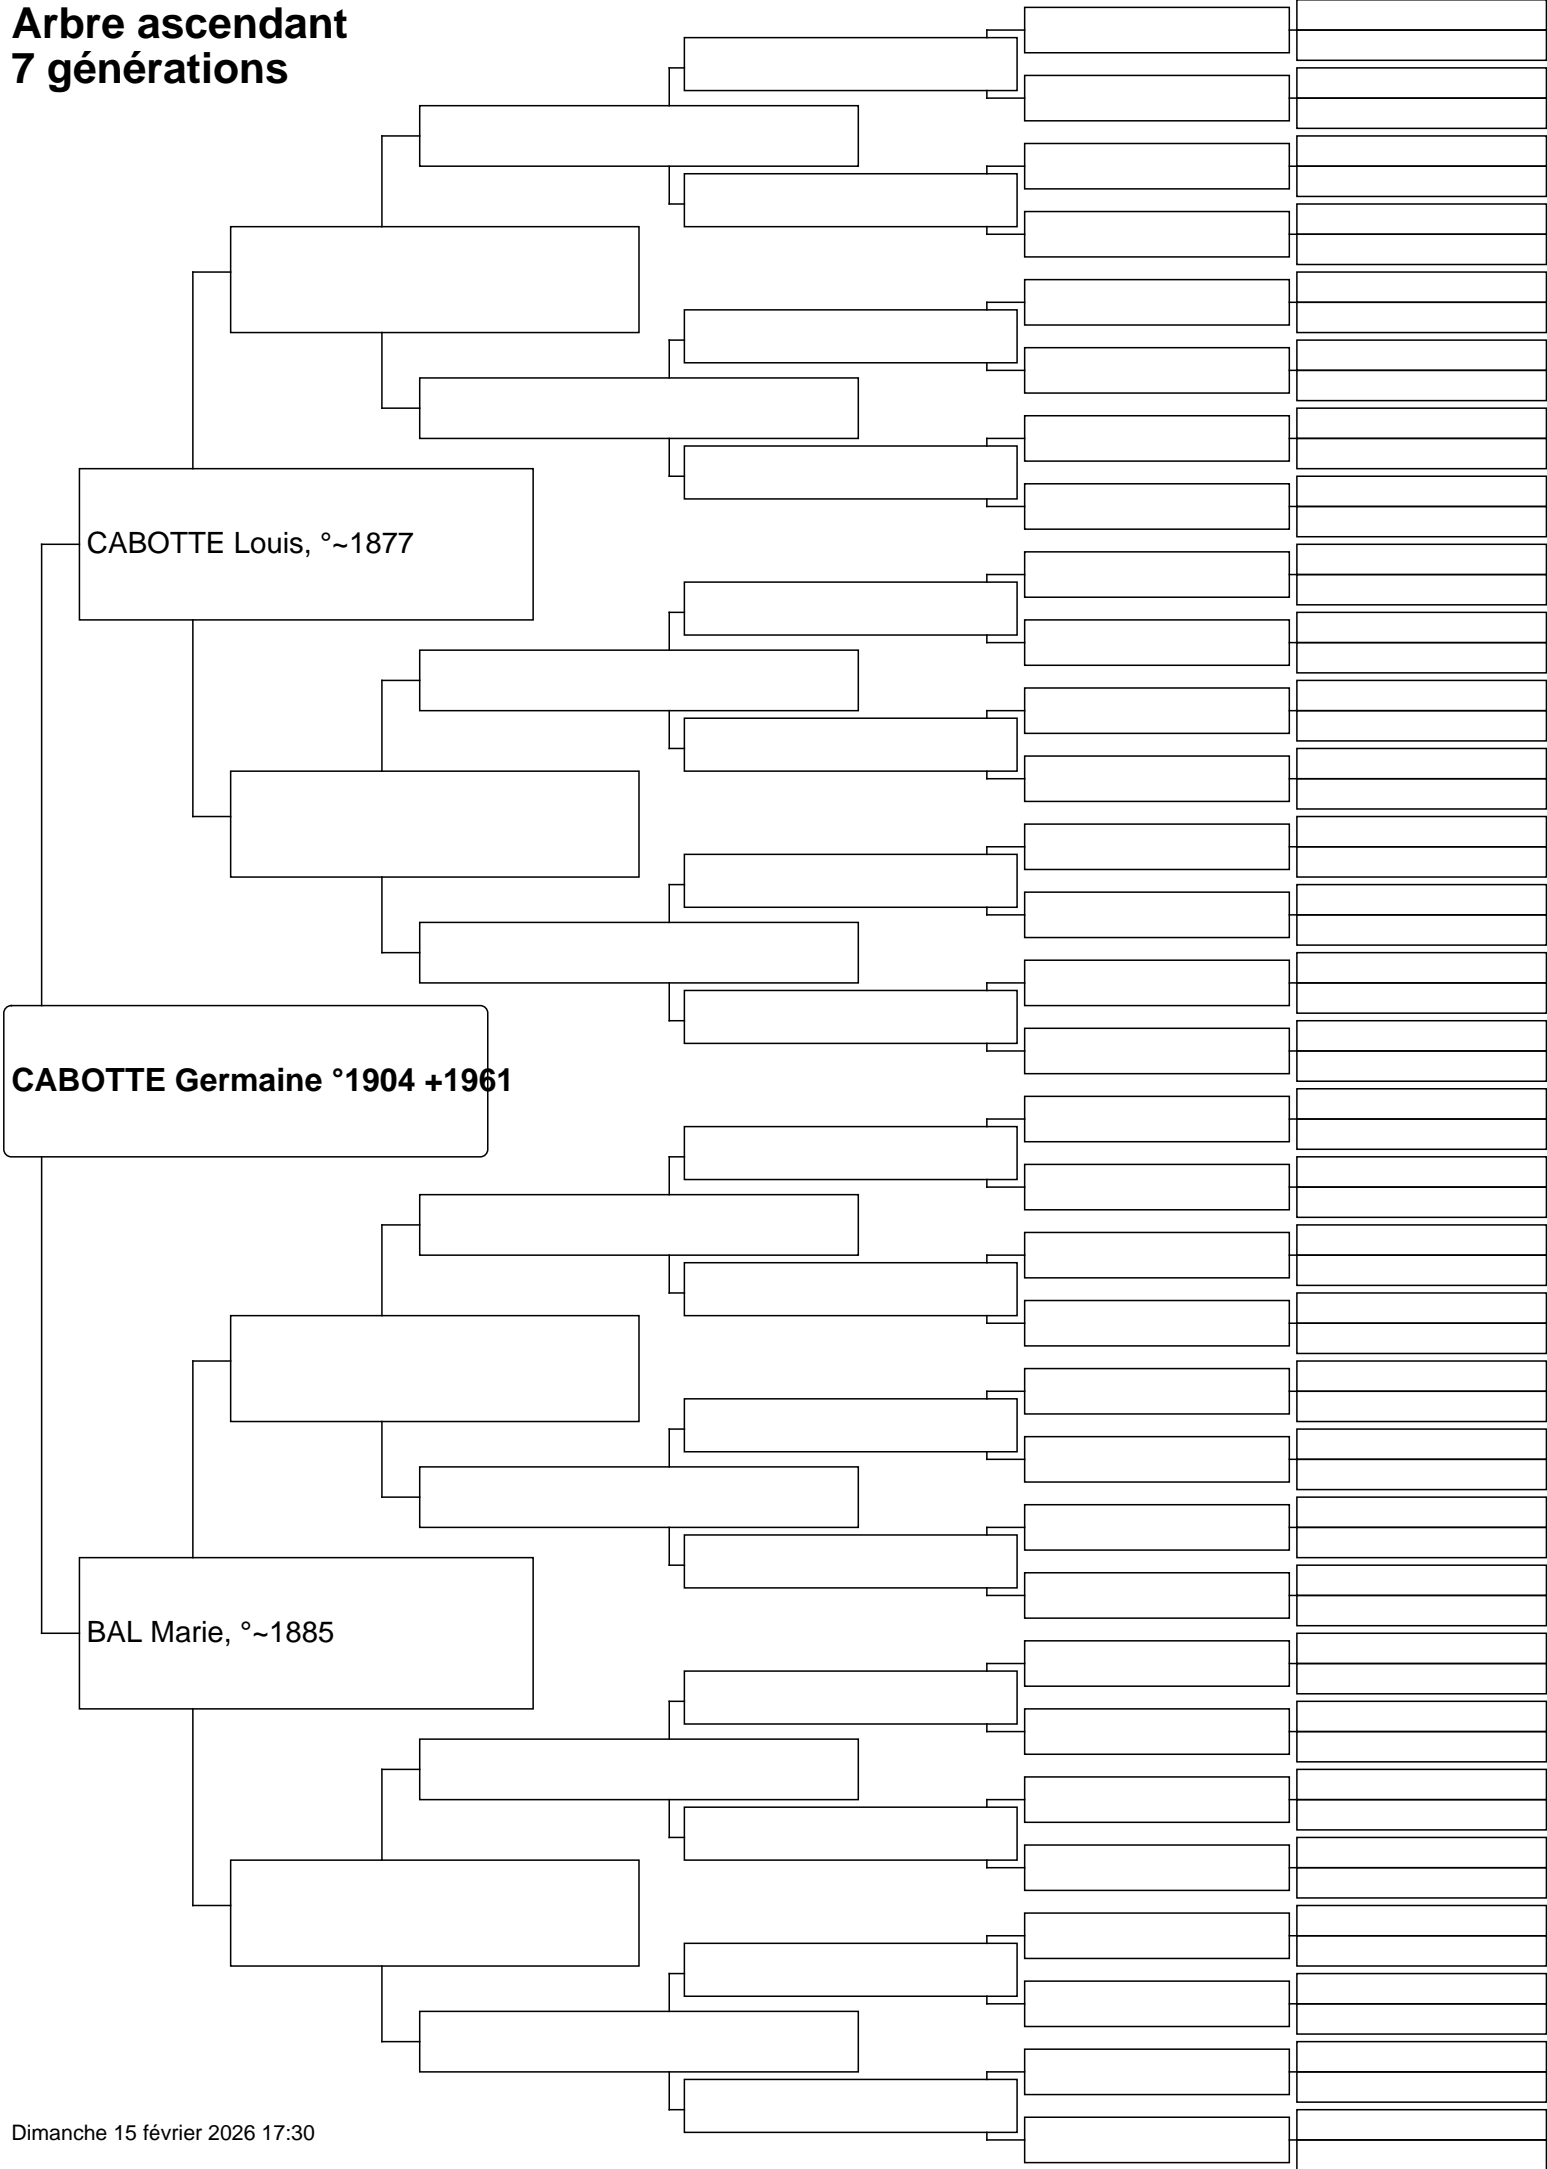 Arbre ascendant
7 générations
CABOTTE Louis, °~1877
CABOTTE Germaine °1904 +1961
BAL Marie, °~1885
Dimanche 15 février 2026 17:30